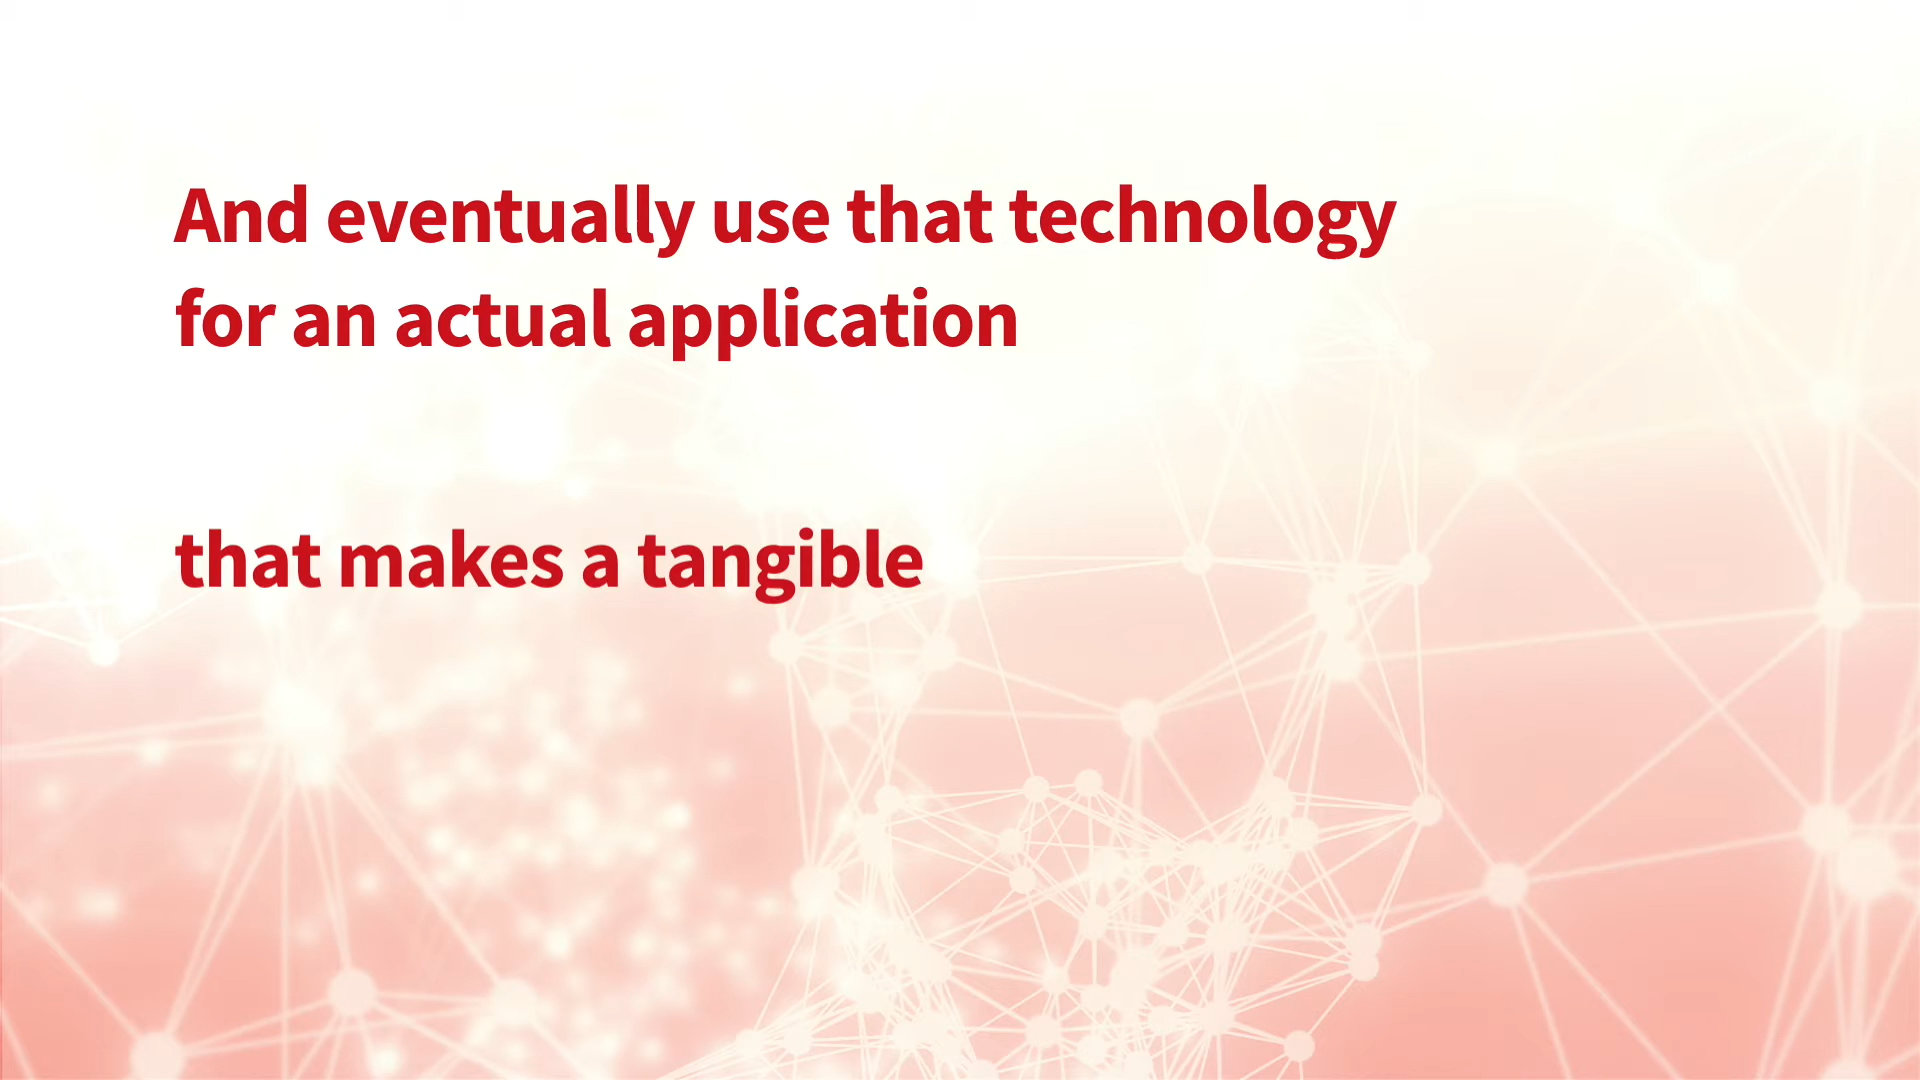 And eventually use that technology
for an actual application
that makes a tangible